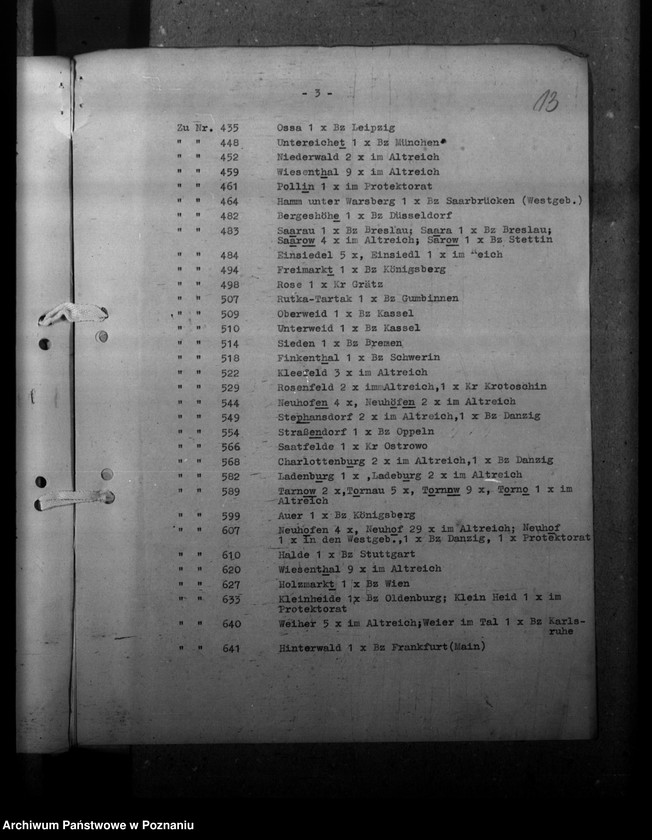 - 3 -
13
Zu Nr. 435 Ossa 1 x Bz Leipzig
" " 448 Untereichet 1 x Bz München
" " 452 Niederwald 2 x im Altreich
" " 459 Wiesenthal 9 x im Altreich
" " 461 Pollin 1 x im Protektorat
" " 464 Hamm unter Warsberg 1 x Bz Saarbrücken (Westgeb.)
" " 482 Bergeshöhe 1 x Bz Düsseldorf
" " 483 Saarau 1 x Bz Breslau; Saara 1 x Bz Breslau;
Saarow 4 x im Altreich; Sarow 1 x Bz Stettin
" " 484 Einsiedel 5 x, Einsiedl 1 x im "eich
" " 494 Freimarkt 1 x Bz Königsberg
" " 498 Rose 1 x Kr Grätz
" " 507 Rutka-Tartak 1 x Bz Gumbinnen
" " 509 Oberweid 1 x Bz Kassel
" " 510 Unterweid 1 x Bz Kassel
" " 514 Sieden 1 x Bz Bremen
" " 518 Finkenthal 1 x Bz Schwerin
" " 522 Kleefeld 3 x im Altreich
" " 529 Rosenfeld 2 x immAltreich,1 x Kr Krotoschin
" " 544 Neuhofen 4 x, Neuhöfen 2 x im Altreich
" " 549 Stephansdorf 2 x im Altreich,1 x Bz Danzig
" " 554 Straßendorf 1 x Bz Oppeln
" " 566 Saatfelde 1 x Kr Ostrowo
" " 568 Charlottenburg 2 x im Altreich,1 x Bz Danzig
" " 582 Ladenburg 1 x ,Ladeburg 2 x im Altreich
" " 589 Tarnow 2 x,Tornau 5 x, Tornnw 9 x, Torno 1 x im
Altreich
" " 599 Auer 1 x Bz Königsberg
" " 607 Neuhofen 4 x, Neuhof 29 x im Altreich; Neuhof
1 x in den Westgeb.,1 x Bz Danzig, 1 x Protektorat
" " 610 Halde 1 x Bz Stuttgart
" " 620 Wiesenthal 9 x im Altreich
" " 627 Holzmarkt 1 x Bz Wien
" " 633 Kleinheide 1x Bz Oldenburg; Klein Heid 1 x im
Protektorat
" " 640 Weiher 5 x im Altreich;Weier im Tal 1 x Bz Karls-
ruhe
" " 641 Hinterwald 1 x Bz Frankfurt(Main)
Archiwum Państwowe w Poznaniu